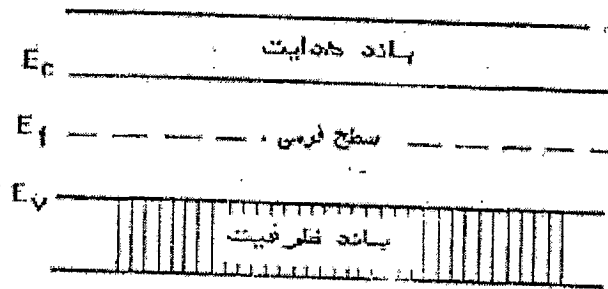 باند هدایت
E_c
E_f
سطح فرمی
E_v
باند ظرفیت